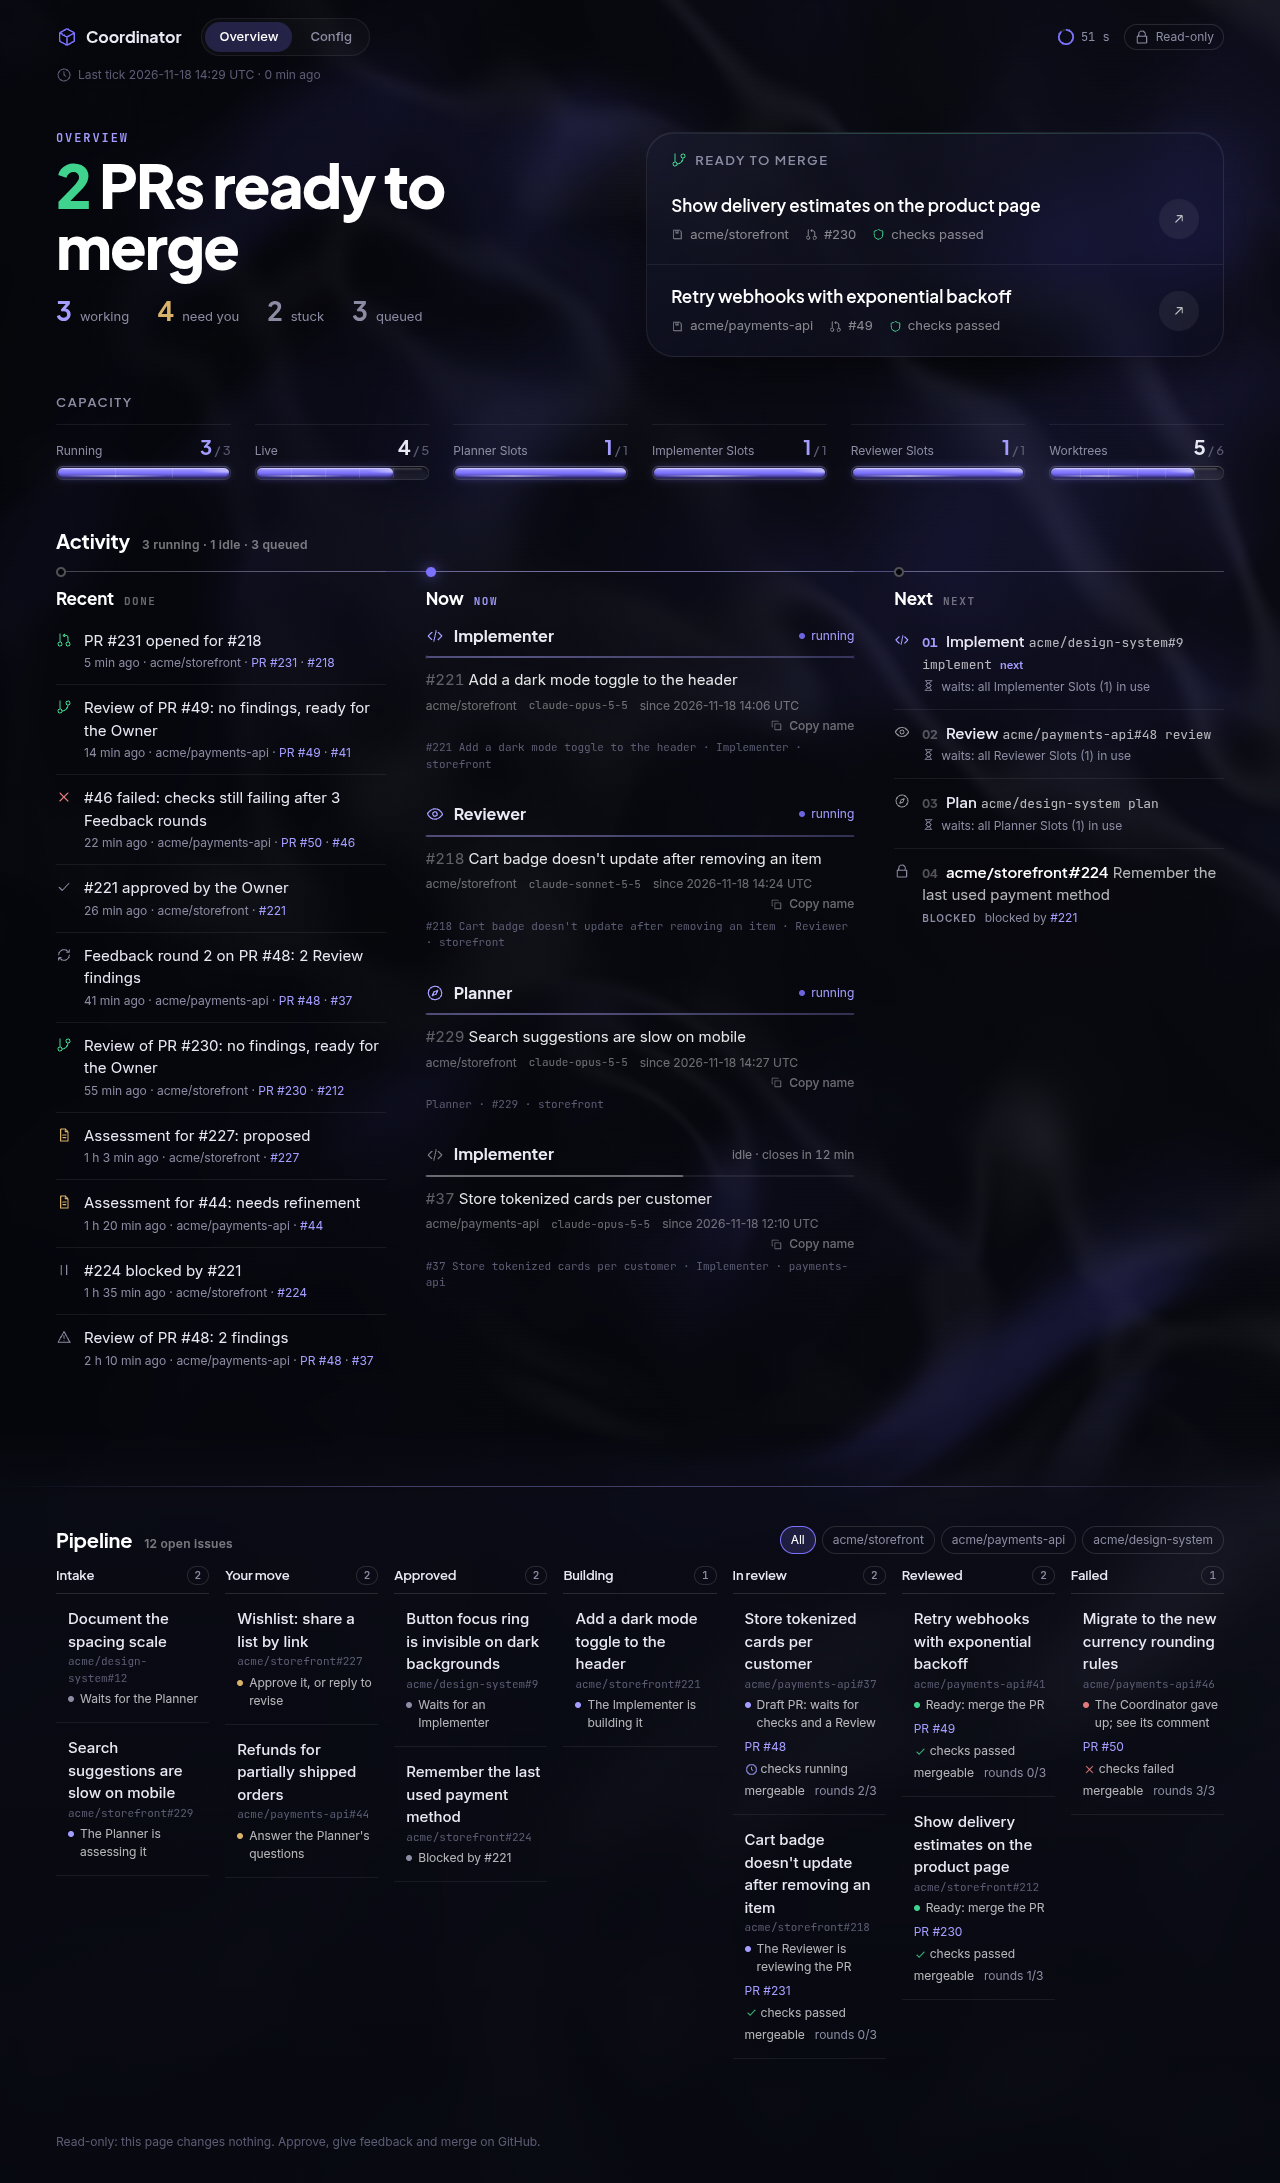 Coordinator
Overview
Config
51 s
Read-only
Last tick 2026-11-18 14:29 UTC · 0 min ago
OVERVIEW
2 PRs ready to
merge
3 working 4 need you 2 stuck 3 queued
READY TO MERGE
Show delivery estimates on the product page
acme/storefront #230 checks passed
Retry webhooks with exponential backoff
acme/payments-api #49 checks passed
CAPACITY
Running 3 / 3
Live 4 / 5
Planner Slots 1 / 1
Implementer Slots 1 / 1
Reviewer Slots 1 / 1
Worktrees 5 / 6
Activity 3 running · 1 idle · 3 queued
Recent DONE
PR #231 opened for #218
5 min ago · acme/storefront · PR #231 · #218
Review of PR #49: no findings, ready for
the Owner
14 min ago · acme/payments-api · PR #49 · #41
#46 failed: checks still failing after 3
Feedback rounds
22 min ago · acme/payments-api · PR #50 · #46
#221 approved by the Owner
26 min ago · acme/storefront · #221
Feedback round 2 on PR #48: 2 Review
findings
41 min ago · acme/payments-api · PR #48 · #37
Review of PR #230: no findings, ready for
the Owner
55 min ago · acme/storefront · PR #230 · #212
Assessment for #227: proposed
1 h 3 min ago · acme/storefront · #227
Assessment for #44: needs refinement
1 h 20 min ago · acme/payments-api · #44
#224 blocked by #221
1 h 35 min ago · acme/storefront · #224
Review of PR #48: 2 findings
2 h 10 min ago · acme/payments-api · PR #48 · #37
Now NOW
Implementer running
#221 Add a dark mode toggle to the header
acme/storefront claude-opus-5-5 since 2026-11-18 14:06 UTC
Copy name
#221 Add a dark mode toggle to the header · Implementer ·
storefront
Reviewer running
#218 Cart badge doesn't update after removing an item
acme/storefront claude-sonnet-5-5 since 2026-11-18 14:24 UTC
Copy name
#218 Cart badge doesn't update after removing an item · Reviewer
· storefront
Planner running
#229 Search suggestions are slow on mobile
acme/storefront claude-opus-5-5 since 2026-11-18 14:27 UTC
Copy name
Planner · #229 · storefront
Implementer idle · closes in 12 min
#37 Store tokenized cards per customer
acme/payments-api claude-opus-5-5 since 2026-11-18 12:10 UTC
Copy name
#37 Store tokenized cards per customer · Implementer · payments-
api
Next NEXT
01 Implement acme/design-system#9
implement next
waits: all Implementer Slots (1) in use
02 Review acme/payments-api#48 review
waits: all Reviewer Slots (1) in use
03 Plan acme/design-system plan
waits: all Planner Slots (1) in use
04 acme/storefront#224 Remember the
last used payment method
BLOCKED blocked by #221
Pipeline 12 open issues
All acme/storefront acme/payments-api acme/design-system
Intake 2
Document the
spacing scale
acme/design-
system#12
Waits for the Planner
Search
suggestions are
slow on mobile
acme/storefront#229
The Planner is
assessing it
Your move 2
Wishlist: share a
list by link
acme/storefront#227
Approve it, or reply to
revise
Refunds for
partially shipped
orders
acme/payments-api#44
Answer the Planner's
questions
Approved 2
Button focus ring
is invisible on dark
backgrounds
acme/design-system#9
Waits for an
Implementer
Remember the last
used payment
method
acme/storefront#224
Blocked by #221
Building 1
Add a dark mode
toggle to the
header
acme/storefront#221
The Implementer is
building it
In review 2
Store tokenized
cards per
customer
acme/payments-api#37
Draft PR: waits for
checks and a Review
PR #48
checks running
mergeable rounds 2/3
Cart badge
doesn't update
after removing an
item
acme/storefront#218
The Reviewer is
reviewing the PR
PR #231
checks passed
mergeable rounds 0/3
Reviewed 2
Retry webhooks
with exponential
backoff
acme/payments-api#41
Ready: merge the PR
PR #49
checks passed
mergeable rounds 0/3
Show delivery
estimates on the
product page
acme/storefront#212
Ready: merge the PR
PR #230
checks passed
mergeable rounds 1/3
Failed 1
Migrate to the new
currency rounding
rules
acme/payments-api#46
The Coordinator gave
up; see its comment
PR #50
checks failed
mergeable rounds 3/3
Read-only: this page changes nothing. Approve, give feedback and merge on GitHub.